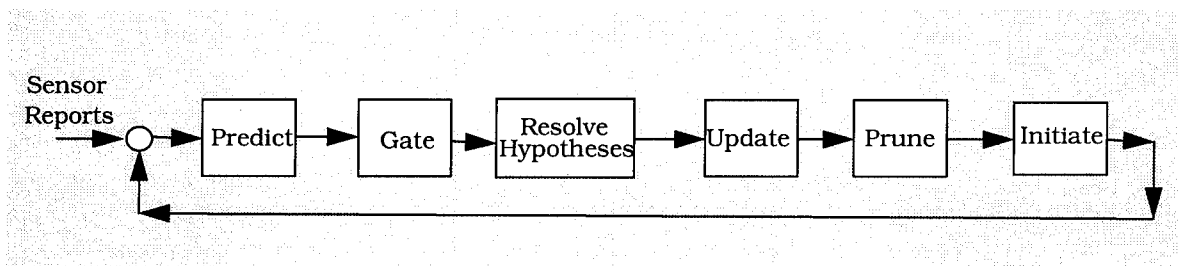 Sensor
Reports
Predict
Gate
Resolve
Hypotheses
Update
Prune
Initiate